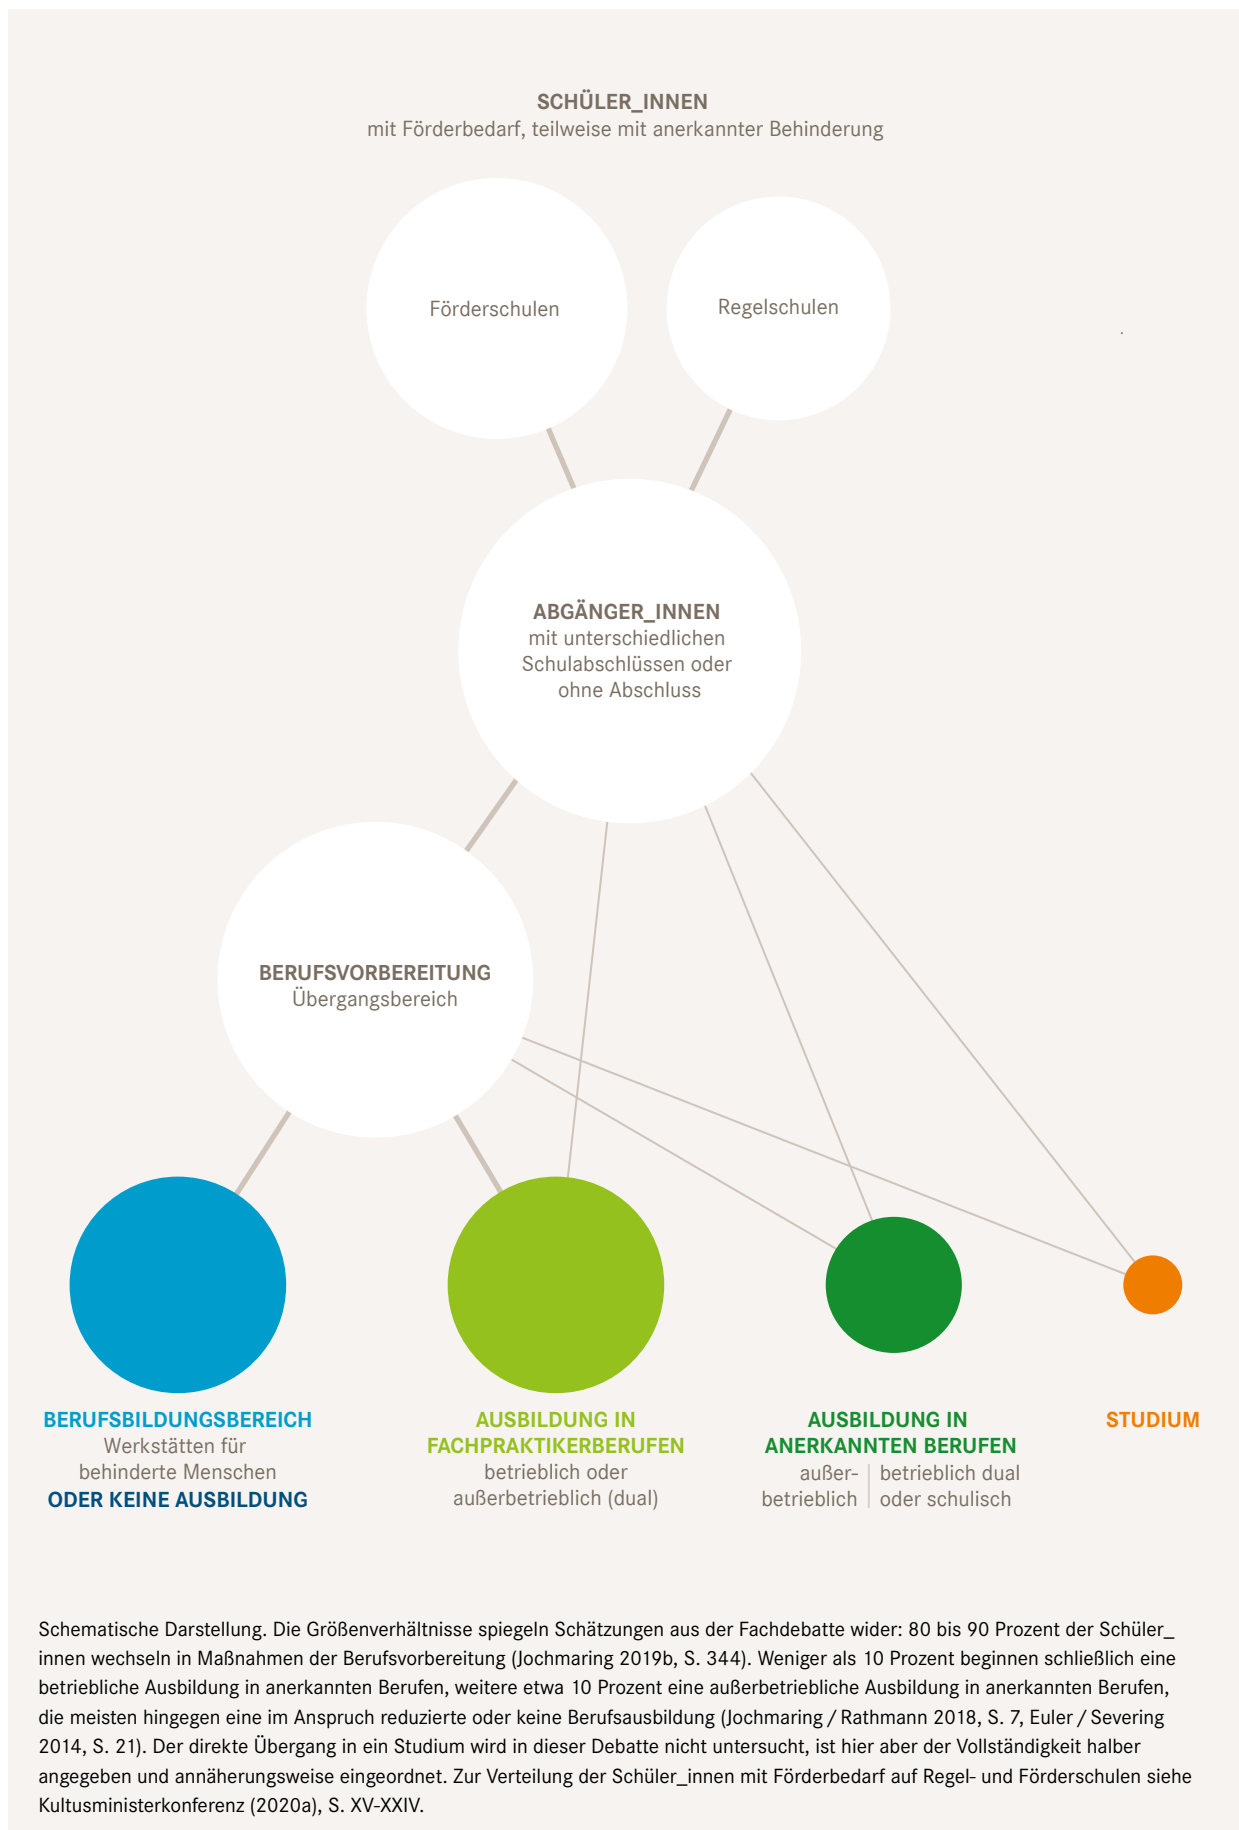 SCHÜLER_INNEN
mit Förderbedarf, teilweise mit anerkannter Behinderung
Förderschulen
Regelschulen
ABGÄNGER_INNEN
mit unterschiedlichen
Schulabschlüssen oder
ohne Abschluss
BERUFSVORBEREITUNG
Übergangsbereich
BERUFSBILDUNGSBEREICH
Werkstätten für
behinderte Menschen
ODER KEINE AUSBILDUNG
AUSBILDUNG IN
FACHPRAKTIKERBERUFEN
betrieblich oder
außerbetrieblich (dual)
AUSBILDUNG IN
ANERKANNTEN BERUFEN
außer-
betrieblich
betrieblich dual
oder schulisch
STUDIUM
Schematische Darstellung. Die Größenverhältnisse spiegeln Schätzungen aus der Fachdebatte wider: 80 bis 90 Prozent der Schüler_
innen wechseln in Maßnahmen der Berufsvorbereitung (Jochmaring 2019b, S. 344). Weniger als 10 Prozent beginnen schließlich eine
betriebliche Ausbildung in anerkannten Berufen, weitere etwa 10 Prozent eine außerbetriebliche Ausbildung in anerkannten Berufen,
die meisten hingegen eine im Anspruch reduzierte oder keine Berufsausbildung (Jochmaring / Rathmann 2018, S. 7, Euler / Severing
2014, S. 21). Der direkte Übergang in ein Studium wird in dieser Debatte nicht untersucht, ist hier aber der Vollständigkeit halber
angegeben und annäherungsweise eingeordnet. Zur Verteilung der Schüler_innen mit Förderbedarf auf Regel- und Förderschulen siehe
Kultusministerkonferenz (2020a), S. XV-XXIV.